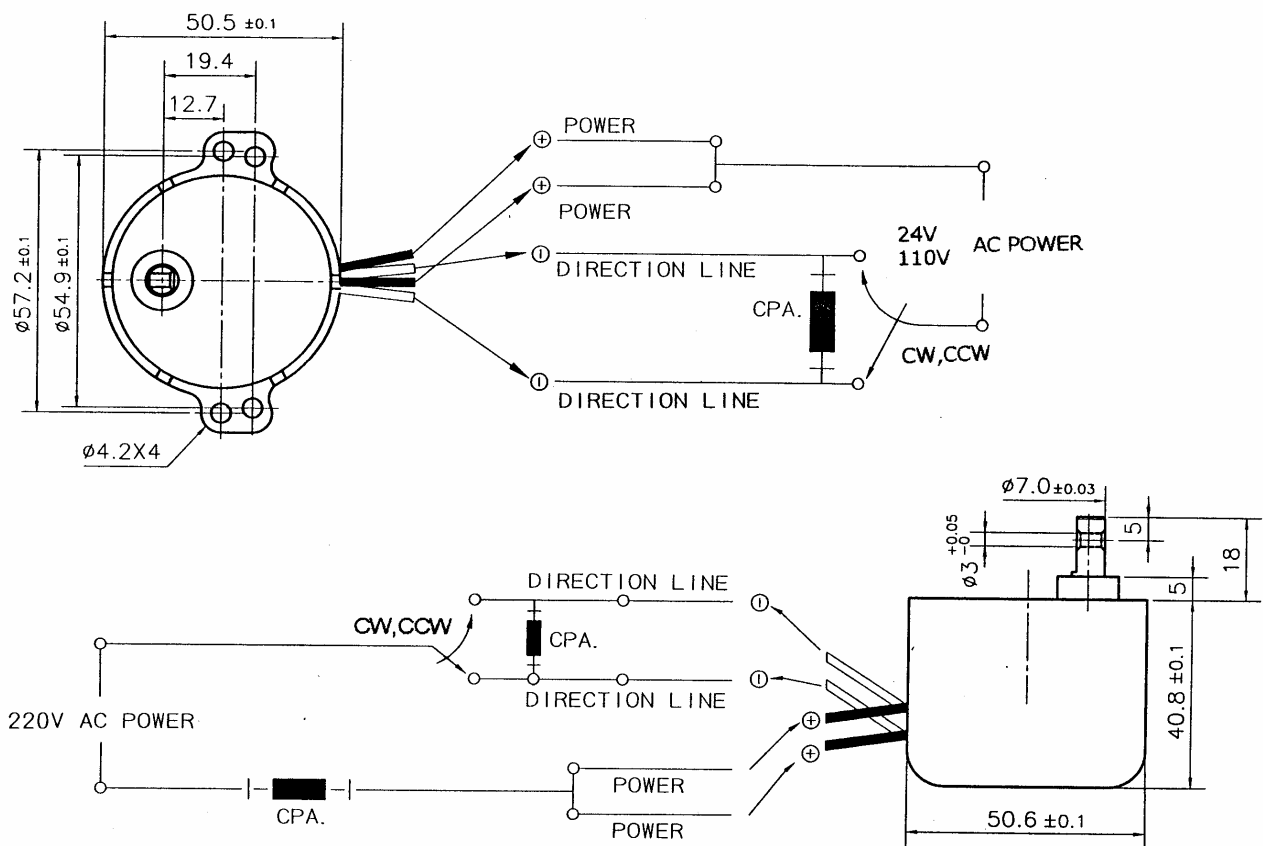 50.5 ±0.1
19.4
12.7
ø57.2 ±0.1
ø54.9 ±0.1
ø4.2X4
POWER
POWER
DIRECTION LINE
DIRECTION LINE
CPA.
24V
110V
AC POWER
CW,CCW
ø7.0 ±0.03
ø3 +0.05 -0
5
18
5
40.8 ±0.1
50.6 ±0.1
DIRECTION LINE
CW,CCW
CPA.
DIRECTION LINE
220V AC POWER
CPA.
POWER
POWER